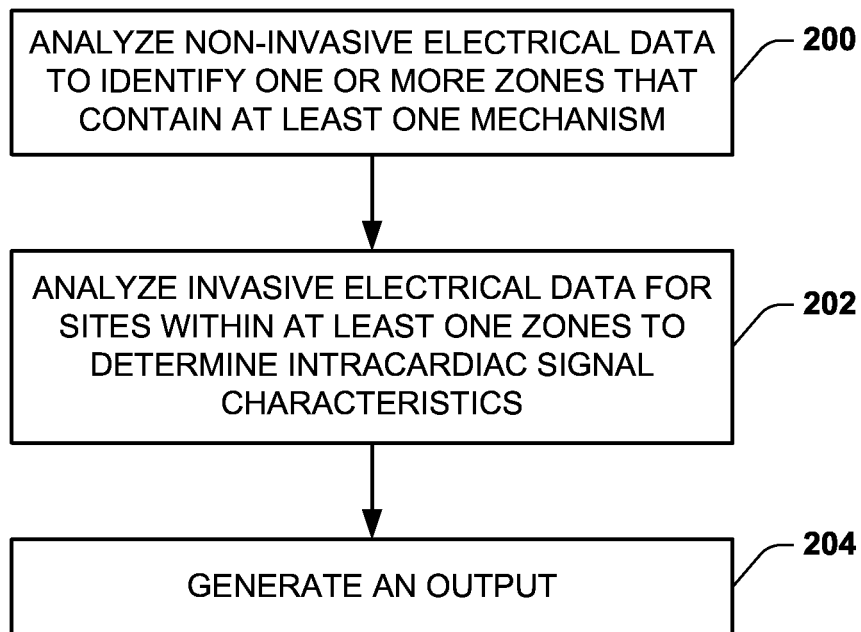 ANALYZE NON-INVASIVE ELECTRICAL DATA
TO IDENTIFY ONE OR MORE ZONES THAT
CONTAIN AT LEAST ONE MECHANISM
200
ANALYZE INVASIVE ELECTRICAL DATA FOR
SITES WITHIN AT LEAST ONE ZONES TO
DETERMINE INTRACARDIAC SIGNAL
CHARACTERISTICS
202
GENERATE AN OUTPUT
204